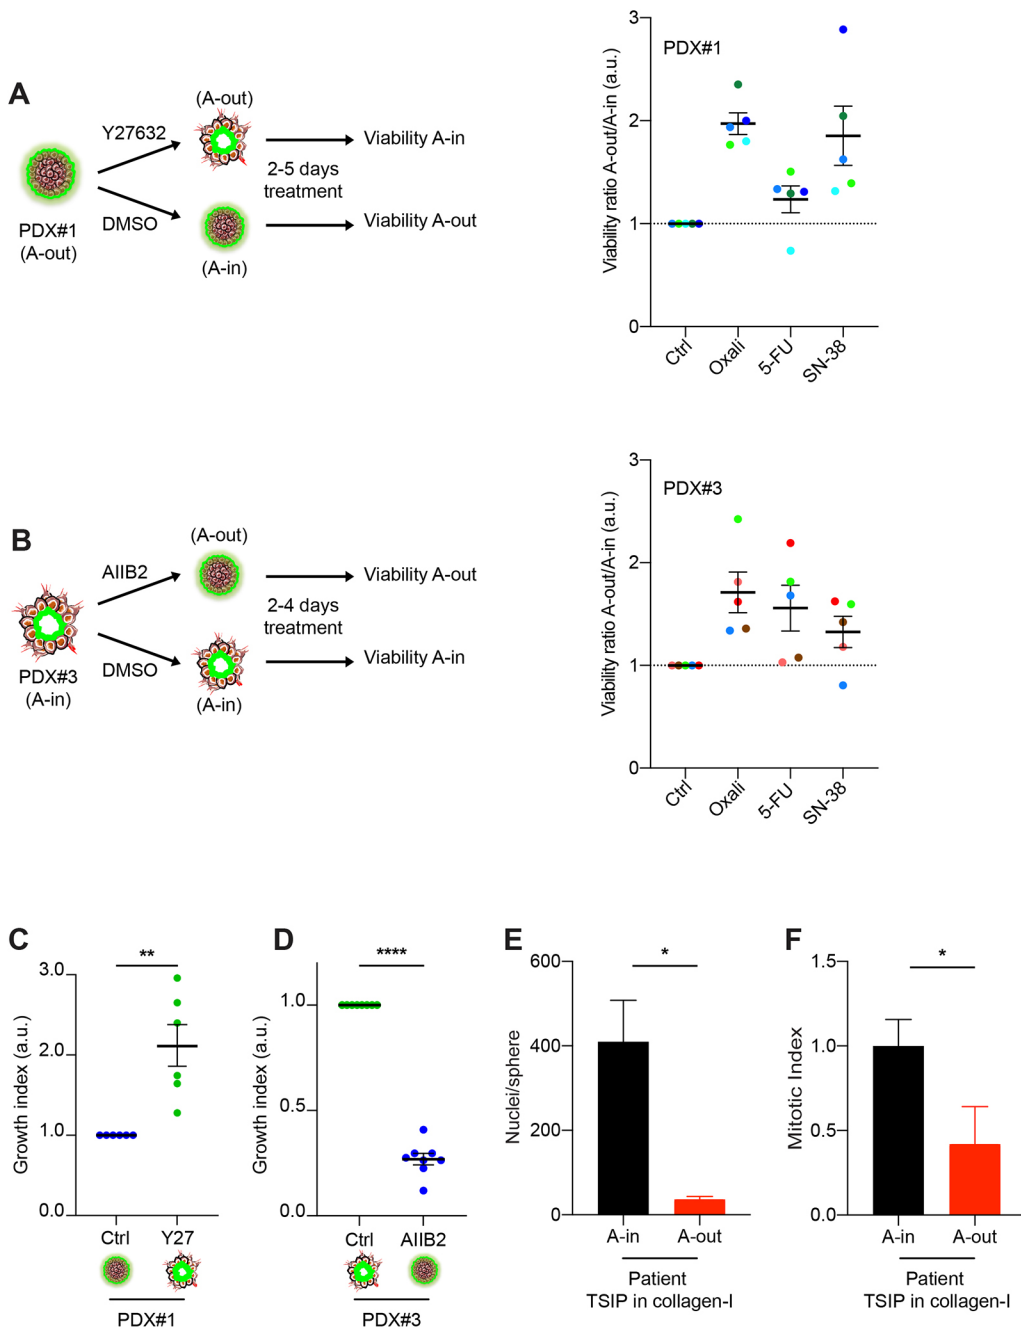 A
(A-out)
Y27632
Viability A-in
2-5 days
treatment
DMSO
Viability A-out
PDX#1
(A-out)
(A-in)
PDX#1
Viability ratio A-out/A-in (a.u.)
3
2
1
0
Ctrl
Oxali
5-FU
SN-38
B
(A-out)
AIIB2
Viability A-out
2-4 days
treatment
DMSO
Viability A-in
PDX#3
(A-in)
(A-in)
PDX#3
Viability ratio A-out/A-in (a.u.)
3
2
1
0
Ctrl
Oxali
5-FU
SN-38
C
**
Growth index (a.u.)
3.0
2.0
1.0
0.0
Ctrl
Y27
PDX#1
D
****
Growth index (a.u.)
1.0
0.5
0.0
Ctrl
AIIB2
PDX#3
E
*
Nuclei/sphere
600
400
200
0
A-in
A-out
Patient
TSIP in collagen-I
F
*
Mitotic Index
1.5
1.0
0.5
0.0
A-in
A-out
Patient
TSIP in collagen-I